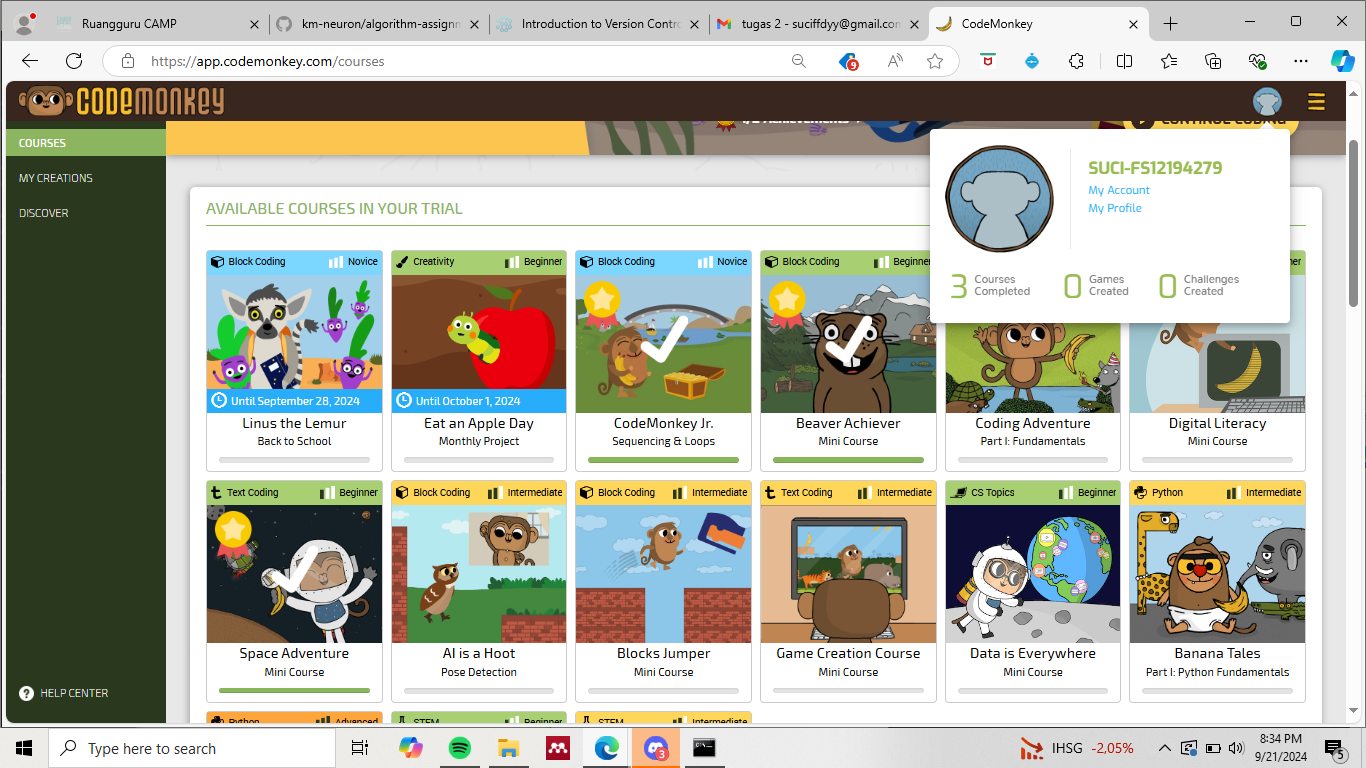 Ruangguru CAMP
km-neuron/algorithm-assignm
Introduction to Version Contro
tugas 2 - suciffdyy@gmail.com
CodeMonkey
https://app.codemonkey.com/courses
9
CODEMONKEY
CONTINUE CODING
COURSES
MY CREATIONS
DISCOVER
HELP CENTER
SUCI-FS12194279
My Account
My Profile
3 Courses Completed
0 Games Created
0 Challenges Created
AVAILABLE COURSES IN YOUR TRIAL
Block Coding Novice
Until September 28, 2024
Linus the Lemur
Back to School
Creativity Beginner
Until October 1, 2024
Eat an Apple Day
Monthly Project
Block Coding Novice
CodeMonkey Jr.
Sequencing & Loops
Block Coding Beginner
Beaver Achiever
Mini Course
Coding Adventure
Part I: Fundamentals
Digital Literacy
Mini Course
Text Coding Beginner
Space Adventure
Mini Course
Block Coding Intermediate
AI is a Hoot
Pose Detection
Block Coding Intermediate
Blocks Jumper
Mini Course
Text Coding Intermediate
Game Creation Course
Mini Course
CS Topics Beginner
Data is Everywhere
Mini Course
Python Intermediate
Banana Tales
Part I: Python Fundamentals
Python Advanced
STEM Beginner
STEM Intermediate
Type here to search
3
IHSG -2,05%
8:34 PM
9/21/2024
5